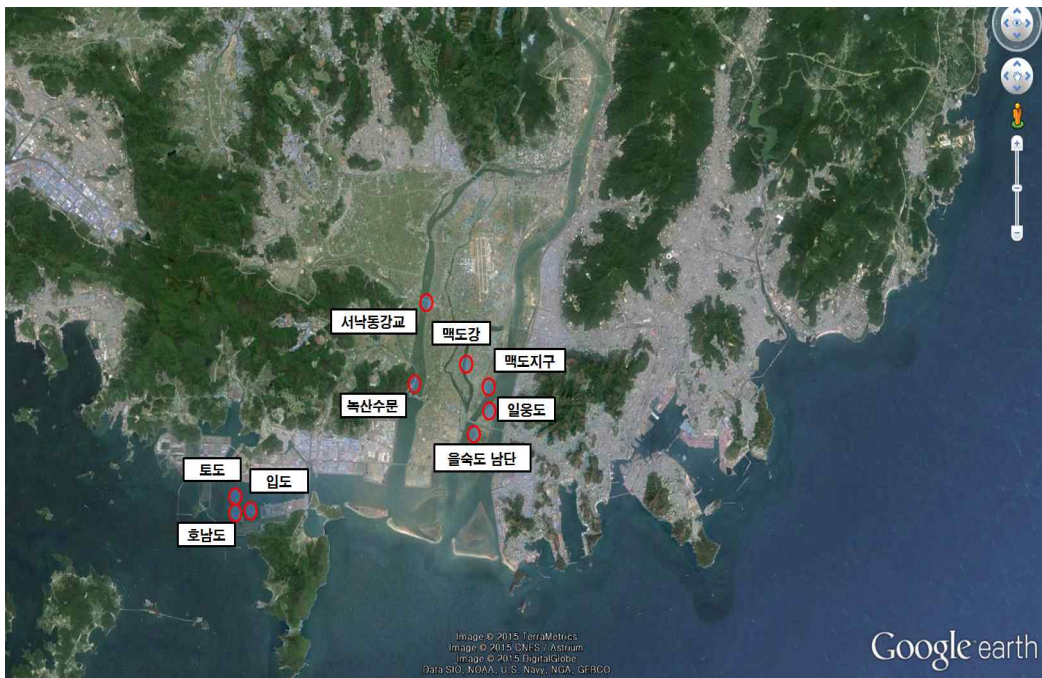 서낙동강교
맥도강
맥도지구
녹산수문
일웅도
을숙도 남단
토도
입도
호남도
Image © 2015 TerraMetrics
Image © 2015 CNES / Astrium
Image © 2015 DigitalGlobe
Data SIO, NOAA, U.S. Navy, NGA, GEBCO
Google earth